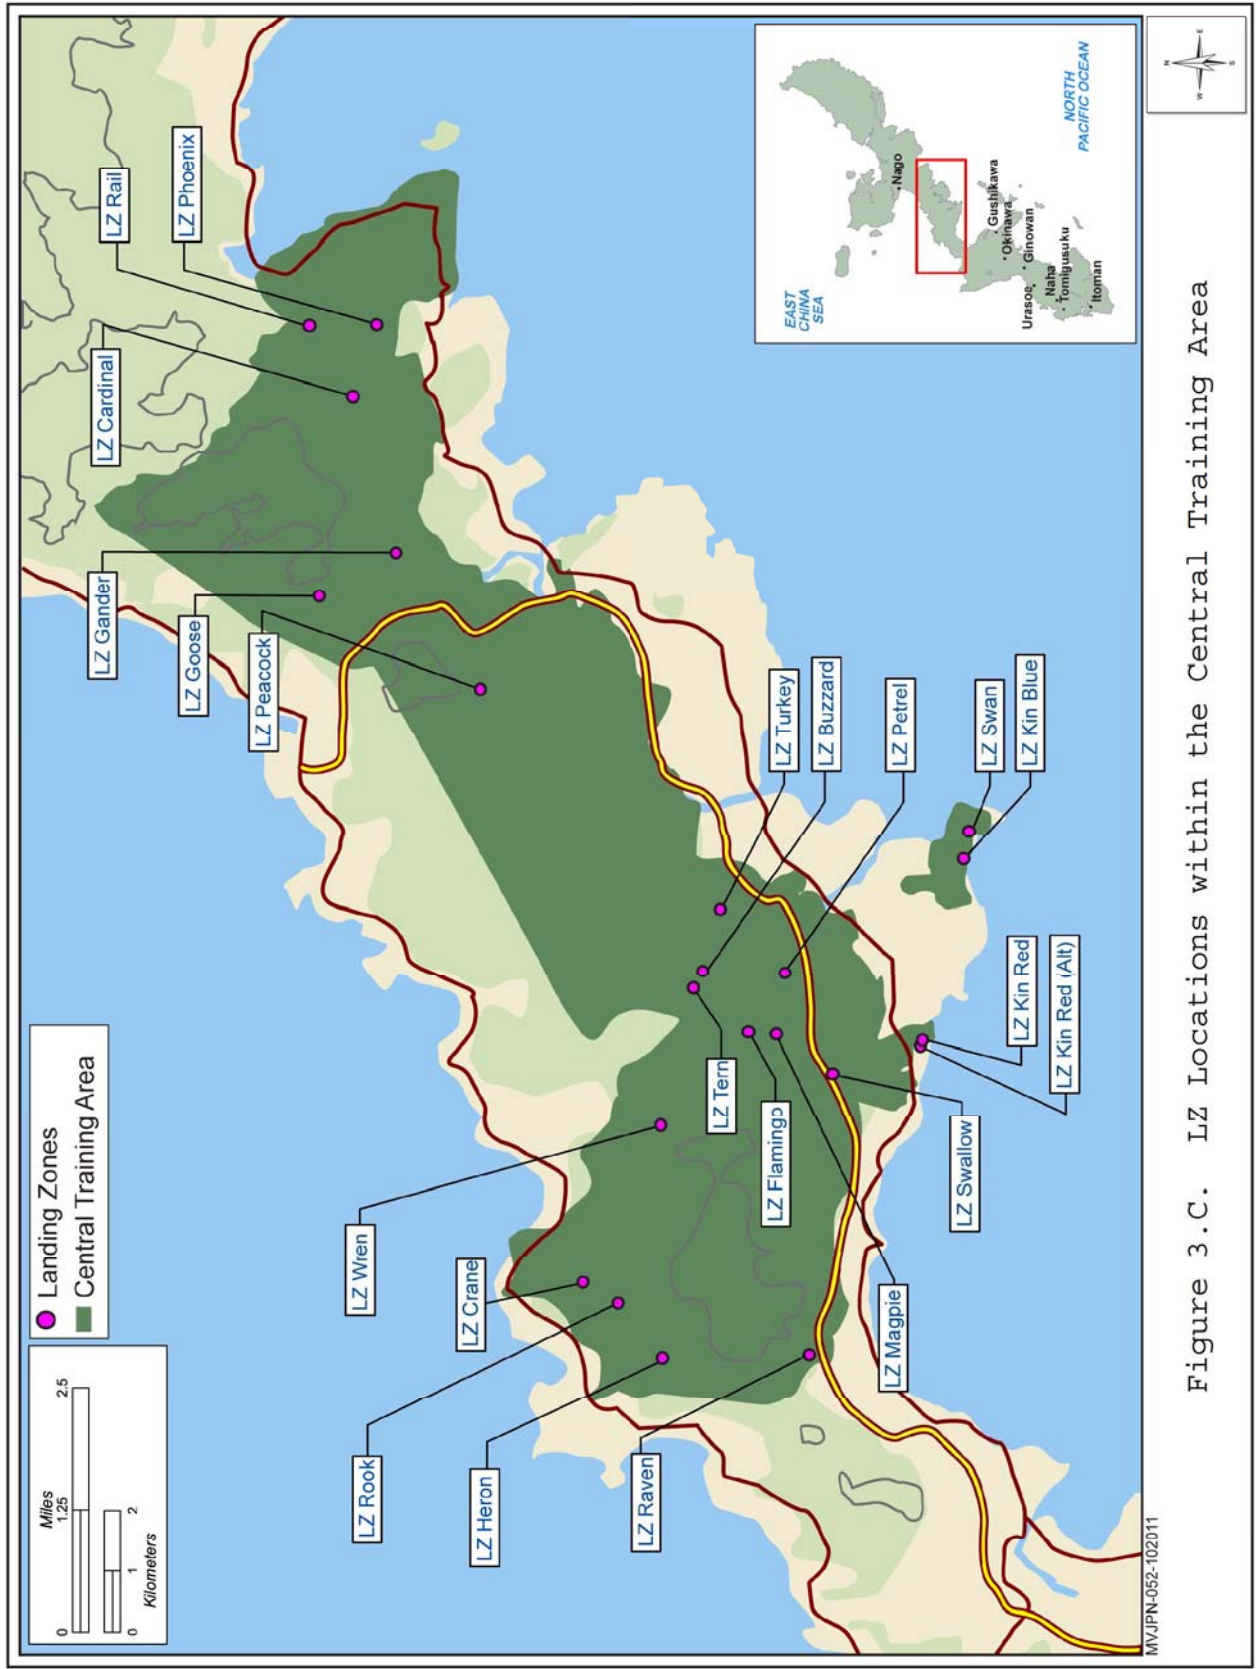 Miles
0 1.25 2.5
0 1 2
Kilometers
Landing Zones
Central Training Area
LZ Gander
LZ Cardinal
LZ Rail
LZ Goose
LZ Phoenix
LZ Peacock
LZ Wren
LZ Rook
LZ Crane
LZ Heron
LZ Raven
LZ Tern
LZ Flamingo
LZ Turkey
LZ Buzzard
LZ Magpie
LZ Petrel
LZ Swallow
LZ Swan
LZ Kin Red
LZ Kin Blue
LZ Kin Red (Alt)
EAST
CHINA
SEA
Nago
Gushikawa
Okinawa
Ginowan
Urasoe
Naha
Tomigusuku
Itoman
NORTH
PACIFIC OCEAN
MVJPN-052-102011
N
W E
S
Figure 3.C. LZ Locations within the Central Training Area